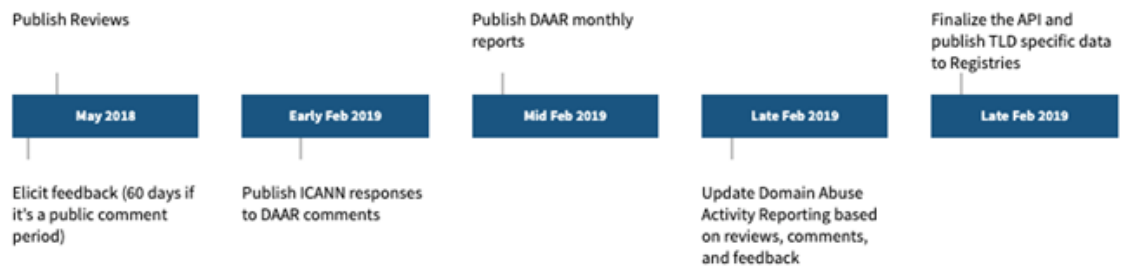 Publish Reviews
May 2018
Elicit feedback (60 days if
it's a public comment
period)
Early Feb 2019
Publish ICANN responses
to DAAR comments
Publish DAAR monthly
reports
Mid Feb 2019
Late Feb 2019
Update Domain Abuse
Activity Reporting based
on reviews, comments,
and feedback
Finalize the API and
publish TLD specific data
to Registries
Late Feb 2019